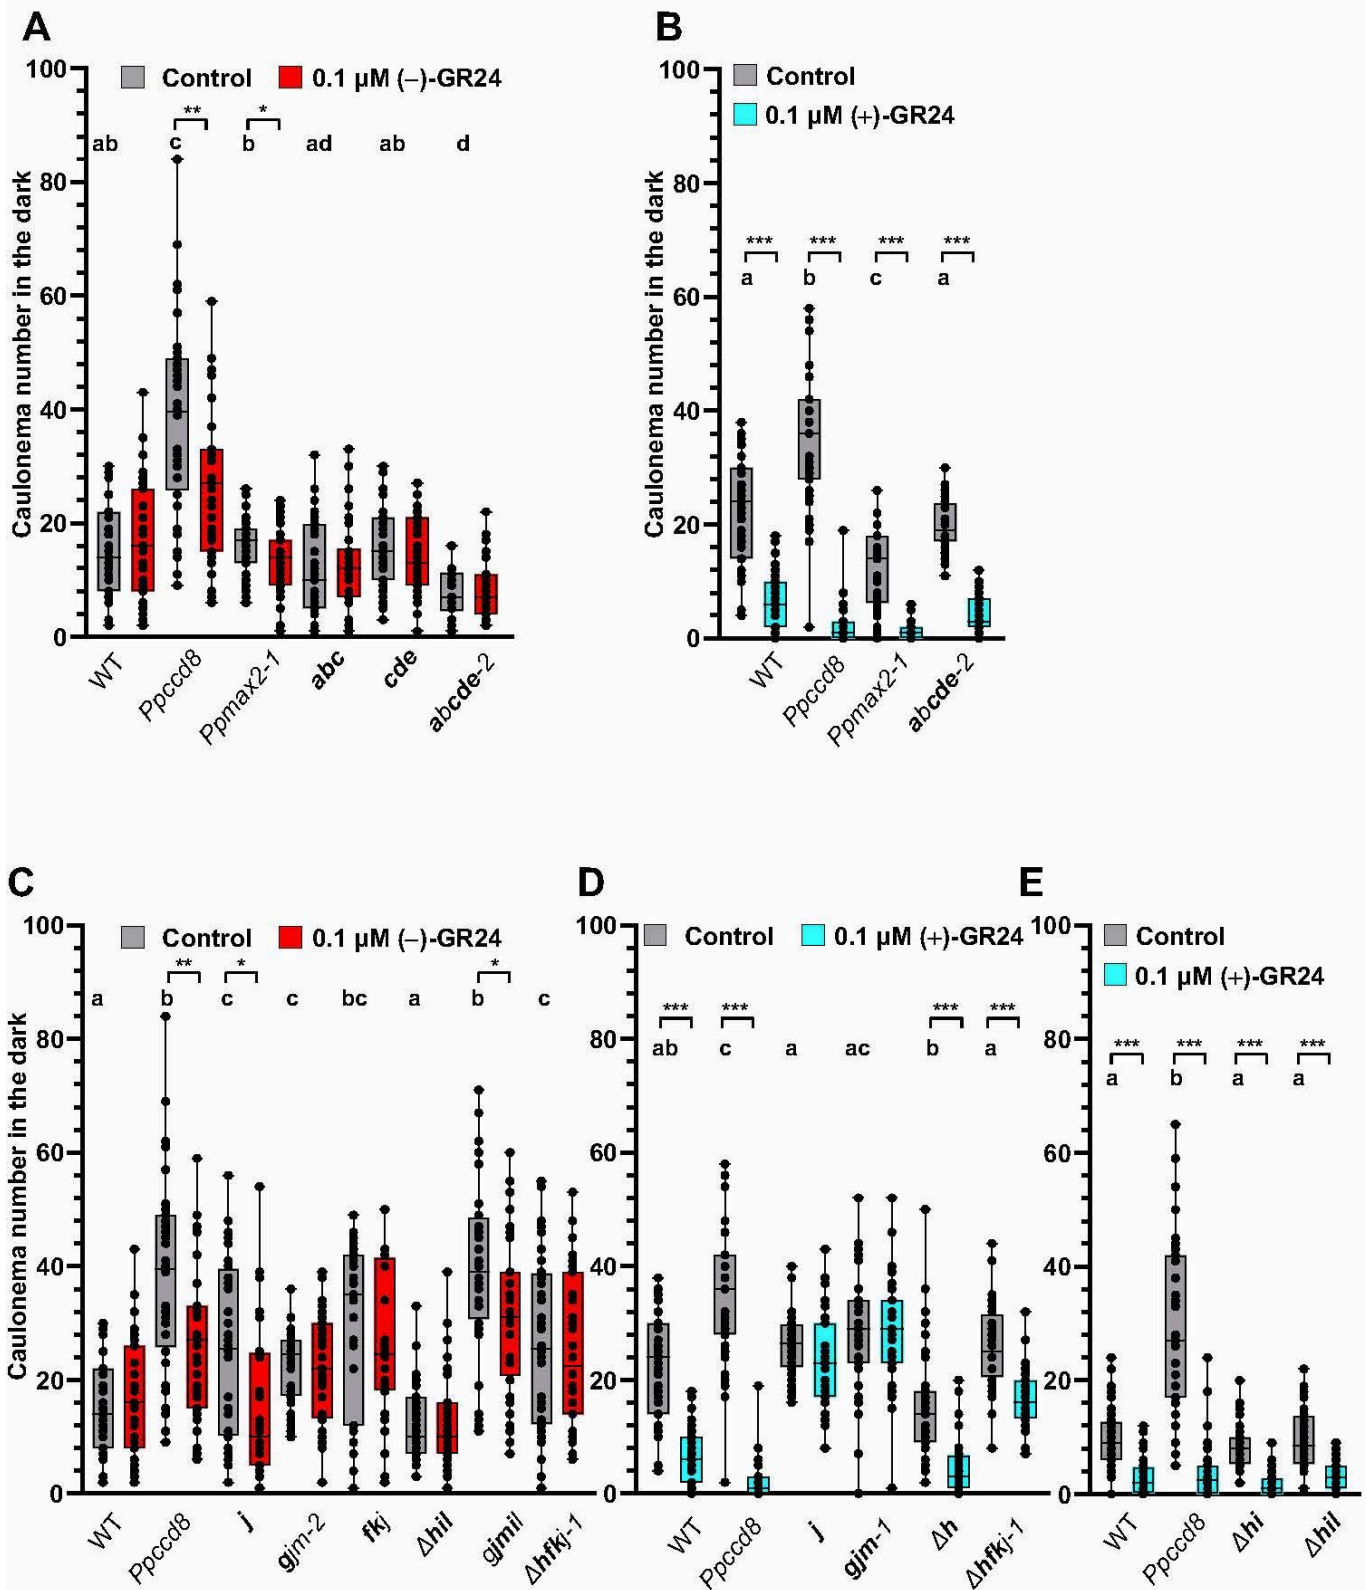 A
Control
0.1 µM (−)-GR24
Caulonema number in the dark
100
80
60
40
20
0
**
*
ab
c
b
ad
ab
d
WT
Ppccd8
Ppmax2-1
abc
cde
abcde-2
B
Control
0.1 µM (+)-GR24
Caulonema number in the dark
100
80
60
40
20
0
***
***
***
***
a
b
c
a
WT
Ppccd8
Ppmax2-1
abcde-2
C
Control
0.1 µM (−)-GR24
Caulonema number in the dark
100
80
60
40
20
0
**
*
*
a
b
c
c
bc
a
b
c
WT
Ppccd8
j
gjm-2
fkj
Δhil
gjmil
Δhfkj-1
D
Control
0.1 µM (+)-GR24
100
80
60
40
20
0
***
***
***
***
ab
c
a
ac
b
a
WT
Ppccd8
j
gjm-1
Δh
Δhfkj-1
E
Control
0.1 µM (+)-GR24
100
80
60
40
20
0
***
***
***
***
a
b
a
a
WT
Ppccd8
Δhi
Δhil